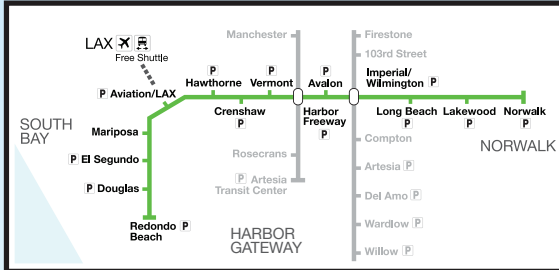 Manchester
Firestone
103rd Street
LAX
Free Shuttle
P
Hawthorne
P
Vermont
P
Avalon
Imperial/
Wilmington P
P Aviation/LAX
Crenshaw
P
Harbor
Freeway
P
Long Beach
P
Lakewood
P
Norwalk
P
SOUTH
BAY
Mariposa
Compton
NORWALK
P El Segundo
Rosecrans
Artesia P
P Artesia
Transit Center
P Douglas
Del Amo P
Redondo P
Beach
HARBOR
GATEWAY
Wardlow P
Willow P